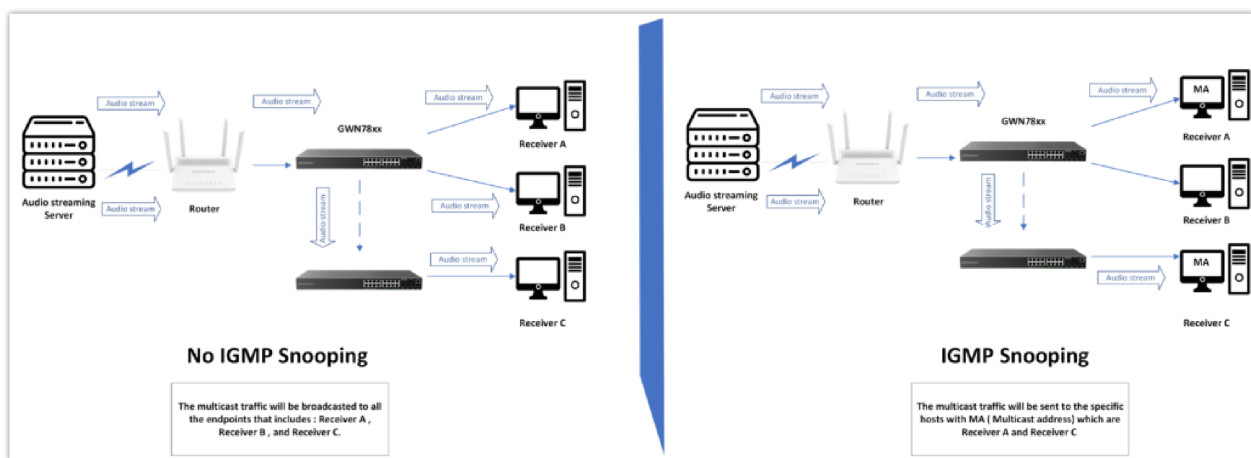 Audio stream
Audio stream
Audio stream
GWN78xx
Receiver A
Audio streaming
Server
Audio stream
Router
Audio stream
Audio stream
Receiver B
Audio stream
Receiver C
No IGMP Snooping
The multicast traffic will be broadcasted to all
the endpoints that includes : Receiver A ,
Receiver B , and Receiver C.
Audio stream
Audio stream
Audio stream
MA
GWN78xx
Receiver A
Audio streaming
Server
Audio stream
Router
Audio stream
Receiver B
MA
Audio stream
Receiver C
IGMP Snooping
The multicast traffic will be sent to the specific
hosts with MA ( Multicast address) which are
Receiver A and Receiver C